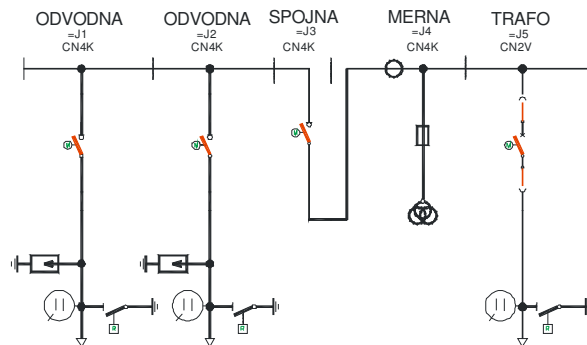 ODVODNA ODVODNA SPOJNA MERNA TRAFO
=J1 =J2 =J3 =J4 =J5
CN4K CN4K CN4K CN4K CN2V
M M M M
R R R